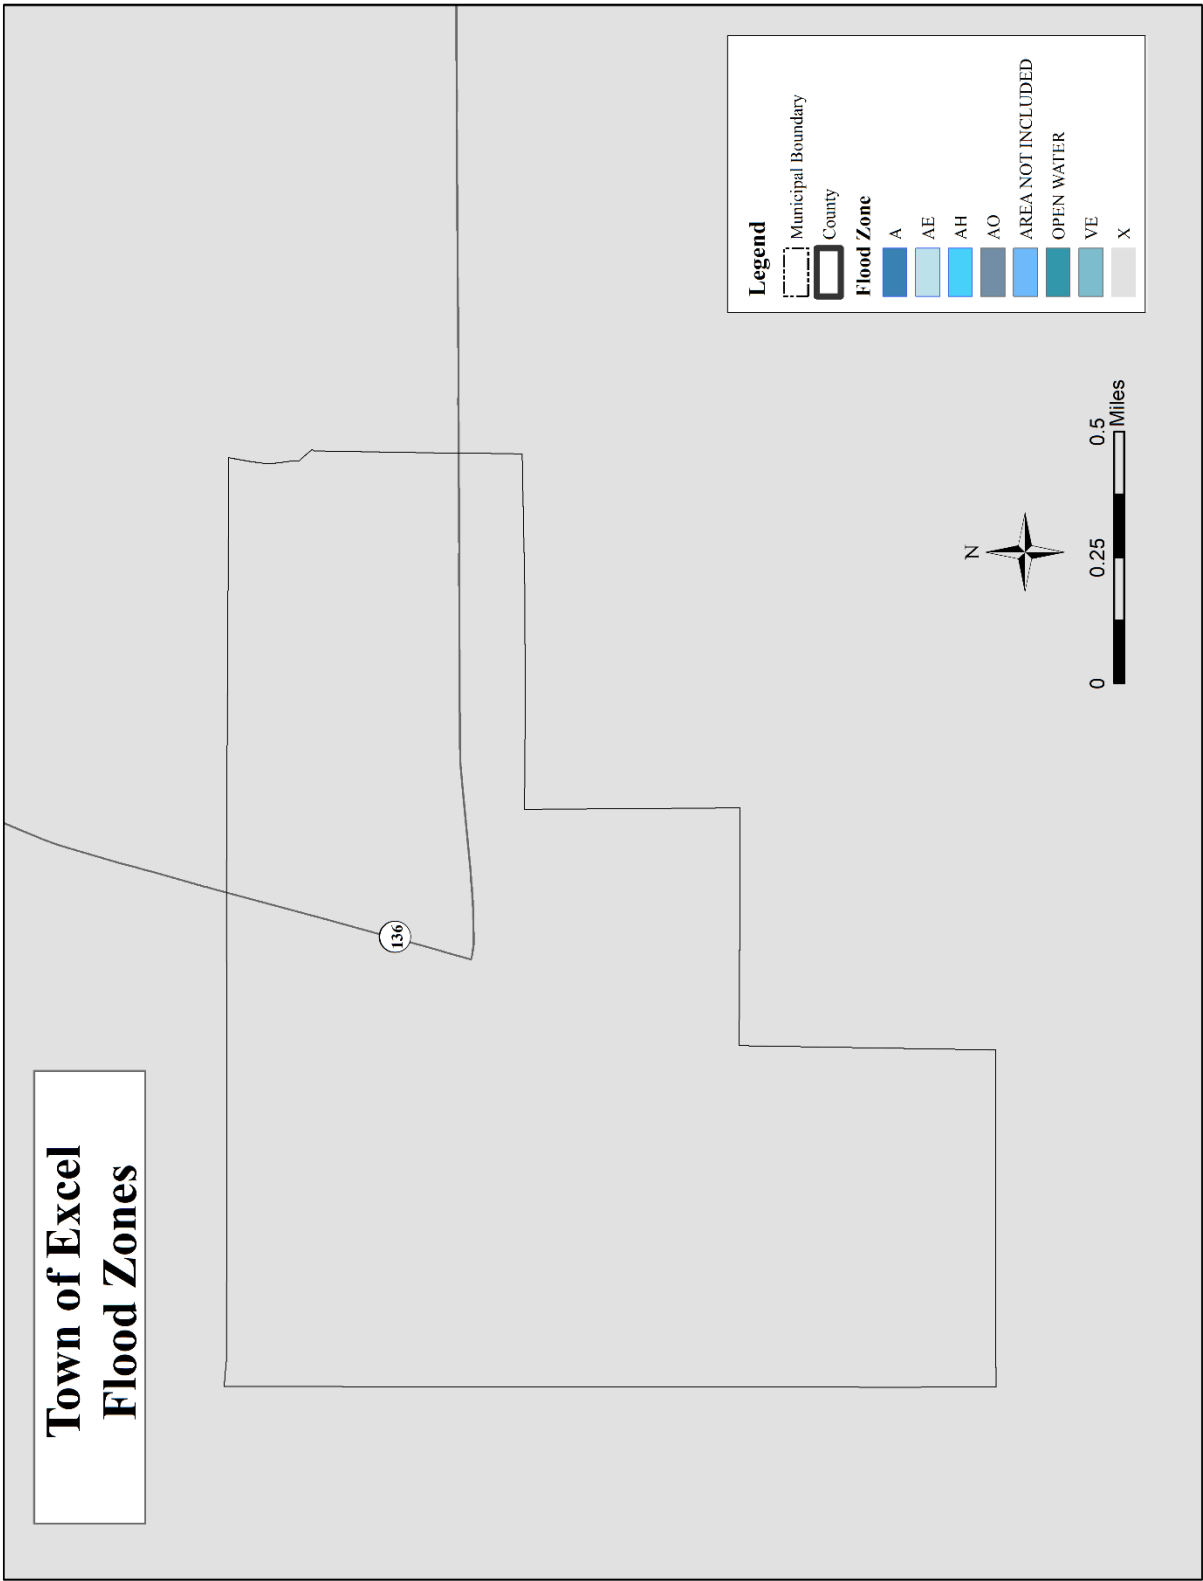 Town of Excel
Flood Zones
136
N
0 0.25 0.5
Miles
Legend
Municipal Boundary
County
Flood Zone
A
AE
AH
AO
AREA NOT INCLUDED
OPEN WATER
VE
X